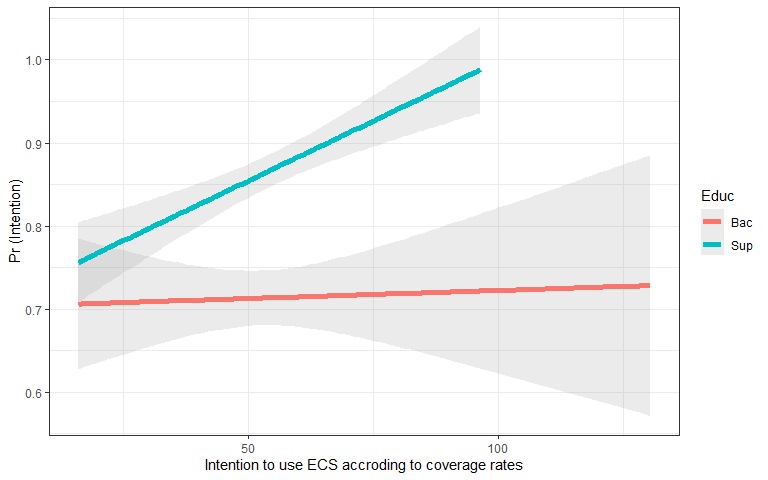 1.0
0.9
0.8
0.7
0.6
Pr (Intention)
50
100
Intention to use ECS accroding to coverage rates
Educ
Bac
Sup